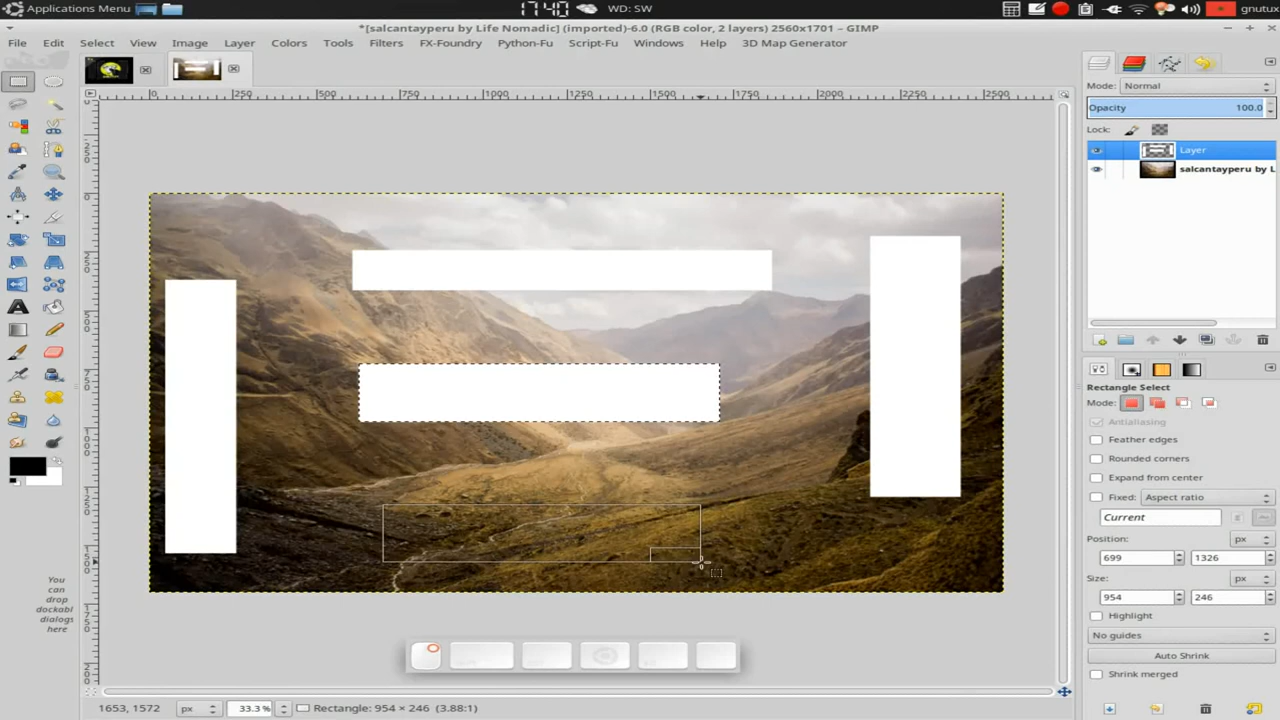 Applications Menu
17:40
WD: SW
gnutux
*[salcantayperu by Life Nomadic] (imported)-6.0 (RGB color, 2 layers) 2560x1701 – GIMP
File Edit Select View Image Layer Colors Tools Filters FX-Foundry Python-Fu Script-Fu Windows Help 3D Map Generator
0 250 500 750 1000 1250 1500 1750 2000 2250 2500
Mode: Normal
Opacity 100.0
Lock:
Layer
salcantayperu by L
Rectangle Select
Mode:
Antialiasing
Feather edges
Rounded corners
Expand from center
Fixed: Aspect ratio
Current
Position: px
699 1326
Size: px
954 246
Highlight
No guides
Auto Shrink
Shrink merged
You
can
drop
dockabl
dialogs
here
1653, 1572 px 33.3% Rectangle: 954 × 246 (3.88:1)